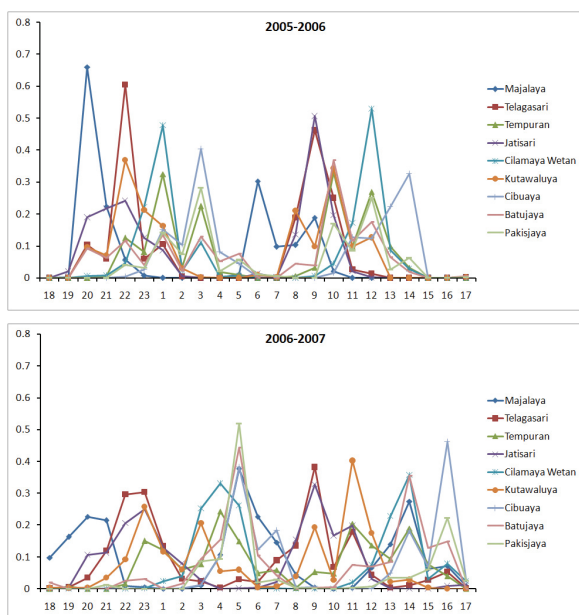 2005-2006
0.8
0.7
0.6
0.5
0.4
0.3
0.2
0.1
0
18 19 20 21 22 23 1 2 3 4 5 6 7 8 9 10 11 12 13 14 15 16 17
Majalaya
Telagasari
Tempuran
Jatisari
Cilamaya Wetan
Kutawaluya
Cibuaya
Batujaya
Pakisjaya
2006-2007
0.8
0.7
0.6
0.5
0.4
0.3
0.2
0.1
0
18 19 20 21 22 23 1 2 3 4 5 6 7 8 9 10 11 12 13 14 15 16 17
Majalaya
Telagasari
Tempuran
Jatisari
Cilamaya Wetan
Kutawaluya
Cibuaya
Batujaya
Pakisjaya